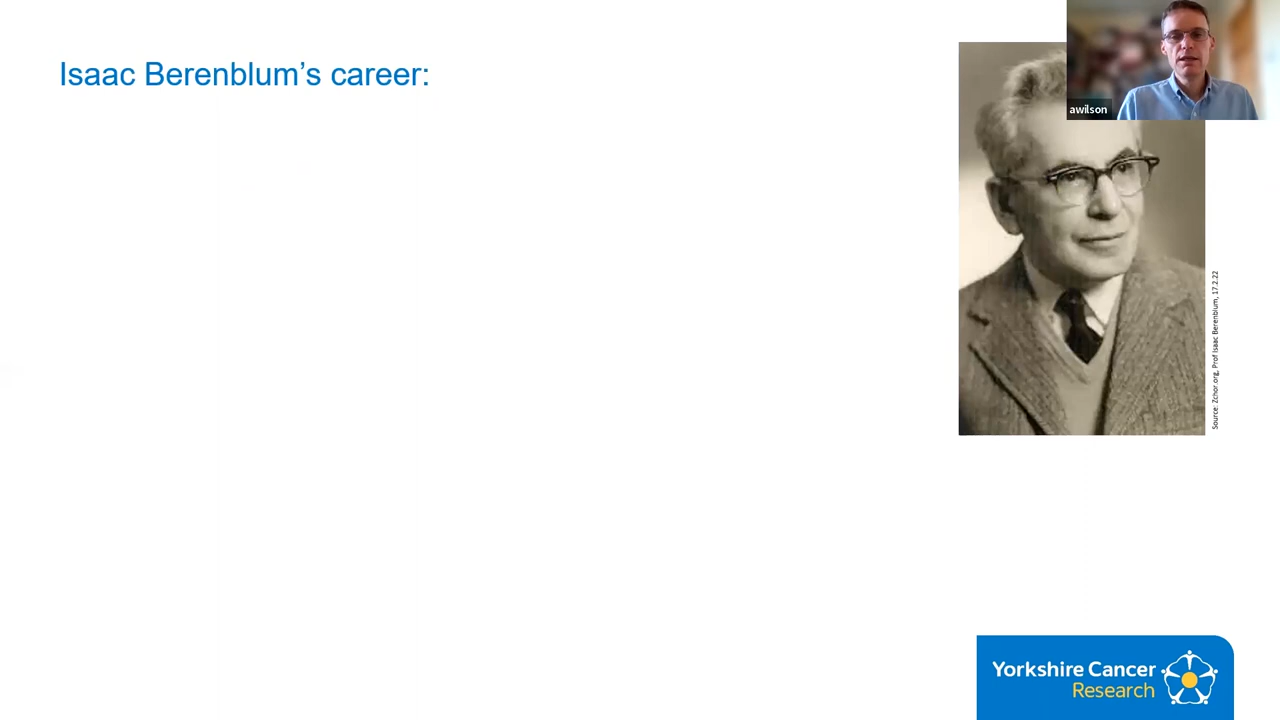 Isaac Berenblum’s career:
awilson
Source: Zchor.org, Prof Isaac Berenblum, 17.2.22
Yorkshire Cancer
Research